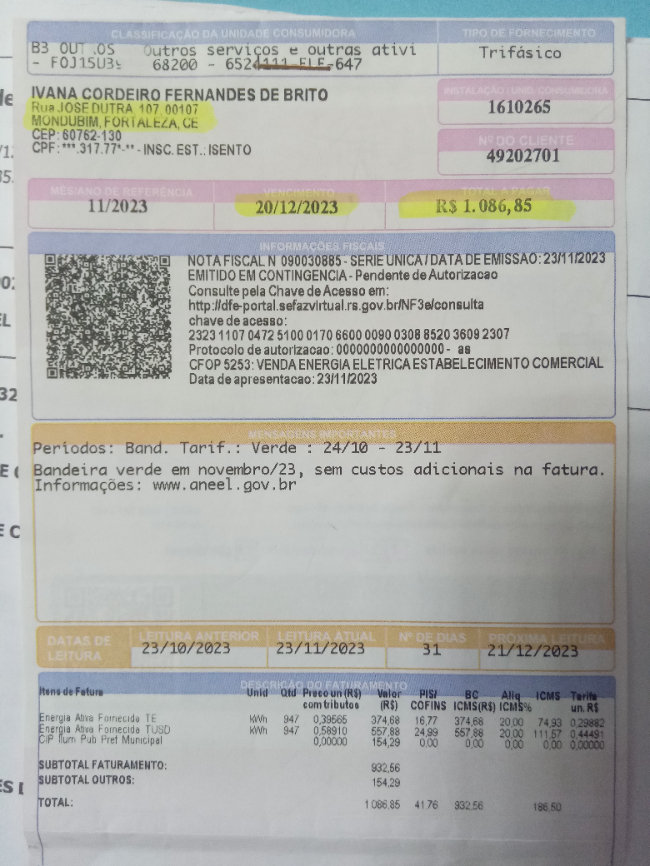 CLASSIFICAÇÃO DA UNIDADE CONSUMIDORA
TIPO DE FORNECIMENTO
B3 Outros serviços e outras ativi
68200 -
Trifásico
IVANA CORDEIRO FERNANDES DE BRITO
Rua JOSE DUTRA, 107, 00107
MONDUBIM, FORTALEZA, CE
CEP: 60762-130
CPF: ***.317.77*-** - INSC. EST.: ISENTO
INSTALAÇÃO / UNID. CONSUMIDORA
1610265
Nº DO CLIENTE
49202701
MÊS/ANO DE REFERÊNCIA
11/2023
VENCIMENTO
20/12/2023
TOTAL A PAGAR
R$ 1.086,85
INFORMAÇÕES FISCAIS
NOTA FISCAL N 090030885 - SERIE UNICA / DATA DE EMISSAO: 23/11/2023
EMITIDO EM CONTINGENCIA - Pendente de Autorizacao
Consulte pela Chave de Acesso em:
http://dfe-portal.sefazvirtual.rs.gov.br/NF3e/consulta
chave de acesso:
2323 1107 0472 5100 0170 6600 0090 0308 8520 3609 2307
Protocolo de autorizacao: 0000000000000000 - as
CFOP 5253: VENDA ENERGIA ELETRICA ESTABELECIMENTO COMERCIAL
Data de apresentacao: 23/11/2023
MENSAGENS IMPORTANTES
Períodos: Band. Tarif.: Verde : 24/10 - 23/11
Bandeira verde em novembro/23, sem custos adicionais na fatura.
Informações: www.aneel.gov.br
DATAS DE LEITURA
LEITURA ANTERIOR
23/10/2023
LEITURA ATUAL
23/11/2023
Nº DE DIAS
31
PRÓXIMA LEITURA
21/12/2023
DESCRIÇÃO DO FATURAMENTO
Itens de Fatura Unid Qtd Preco un (R$) com tributos Valor (R$) PIS/ COFINS BC ICMS(R$) Aliq ICMS% ICMS Tarifa un. R$
Energia Ativa Fornecida TE kWh 947 0,39565 374,68 16,77 374,68 20,00 74,93 0,29882
Energia Ativa Fornecida TUSD kWh 947 0,58910 557,88 24,99 557,88 20,00 111,57 0,44491
CIP Ilum Pub Pref Municipal 0,00000 154,29 0,00 0,00 0,00 0,00 0,00000
SUBTOTAL FATURAMENTO: 932,56
SUBTOTAL OUTROS: 154,29
TOTAL: 1086,85 41,76 932,56 186,50